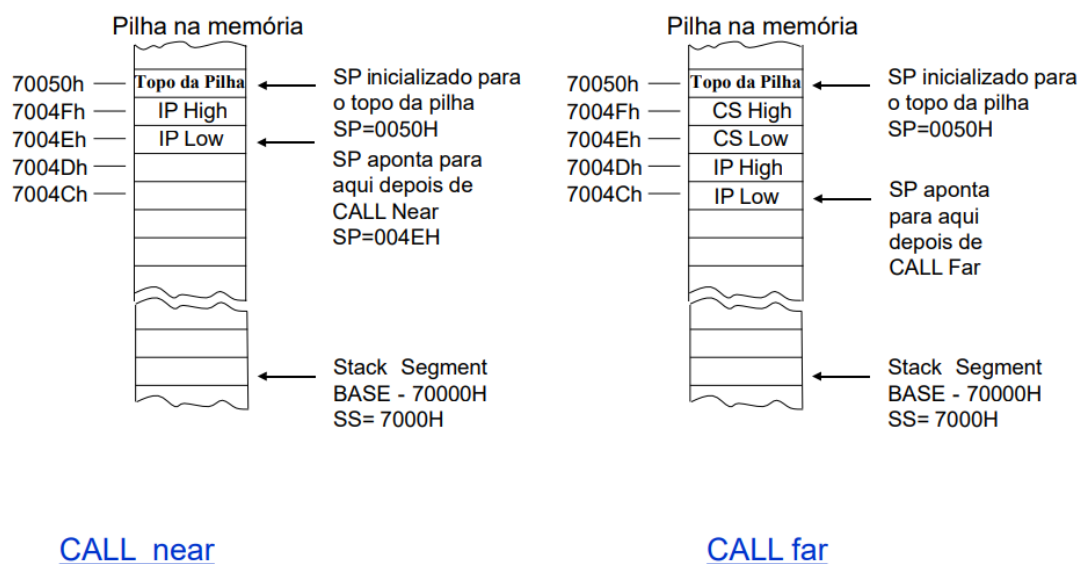 Pilha na memória
70050h
7004Fh
7004Eh
7004Dh
7004Ch
Topo da Pilha
IP High
IP Low
SP inicializado para
o topo da pilha
SP=0050H
SP aponta para
aqui depois de
CALL Near
SP=004EH
Stack Segment
BASE - 70000H
SS= 7000H
CALL near
Pilha na memória
70050h
7004Fh
7004Eh
7004Dh
7004Ch
Topo da Pilha
CS High
CS Low
IP High
IP Low
SP inicializado para
o topo da pilha
SP=0050H
SP aponta
para aqui
depois de
CALL Far
Stack Segment
BASE - 70000H
SS= 7000H
CALL far